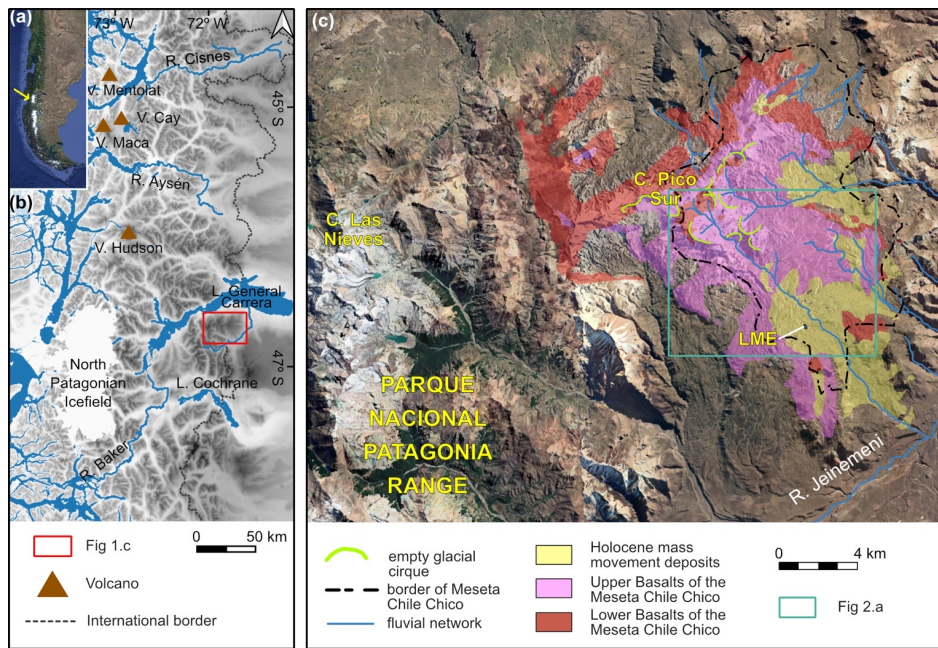 (a)
73° W
72° W
R. Cisnes
V. Mentolat
45° S
V. Cay
V. Maca
R. Aysén
(b)
V. Hudson
L. General
Carrera
North
Patagonian
Icefield
47° S
L. Cochrane
R. Baker
Fig 1.c
0
50 km
Volcano
International border
(c)
C. Pico
Sur
C. Las
Nieves
LME
PARQUE
NACIONAL
PATAGONIA
RANGE
R. Jeinemeni
empty glacial
cirque
border of Meseta
Chile Chico
fluvial network
Holocene mass
movement deposits
Upper Basalts of the
Meseta Chile Chico
Lower Basalts of the
Meseta Chile Chico
0
4 km
Fig 2.a